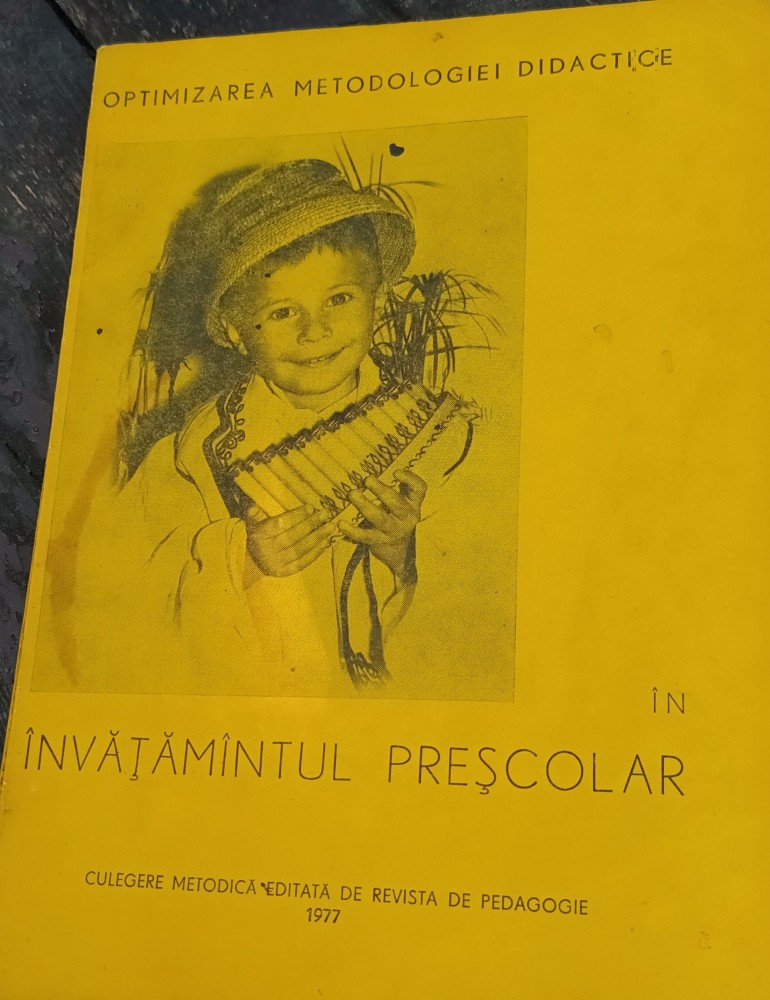 OPTIMIZAREA METODOLOGIEI DIDACTICE
ÎN
ÎNVĂŢĂMÎNTUL PREŞCOLAR
CULEGERE METODICĂ EDITATĂ DE REVISTA DE PEDAGOGIE
1977